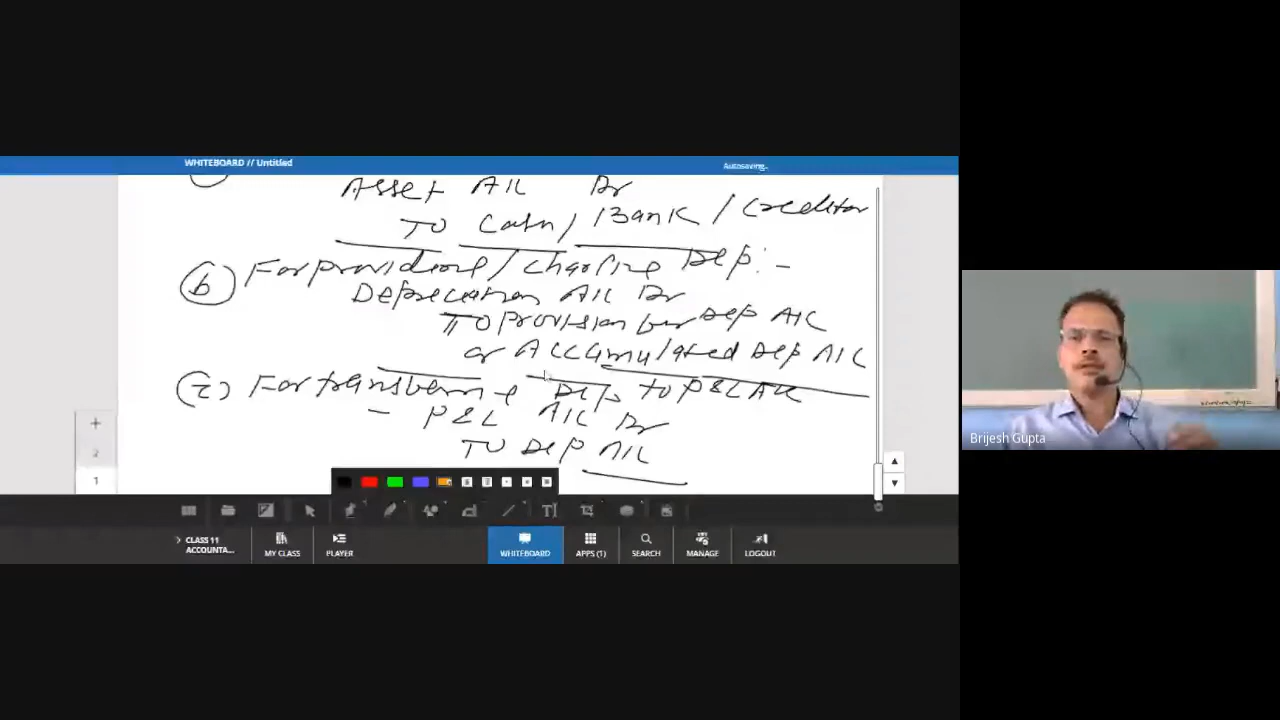 WHITEBOARD // Untitled
Autosaving..
Asset A/C Dr
TO Cash / Bank / Creditor
(b) For providing / charging Dep: -
Depreciation A/C Dr
TO provision for Dep A/C
or Accumulated Dep A/C
(c) For transferring Dep to P&L A/C
- P&L A/C Dr
TO Dep A/C
2
1
CLASS 11
ACCOUNTA...
MY CLASS
PLAYER
WHITEBOARD
APPS (1)
SEARCH
MANAGE
LOGOUT
Brijesh Gupta